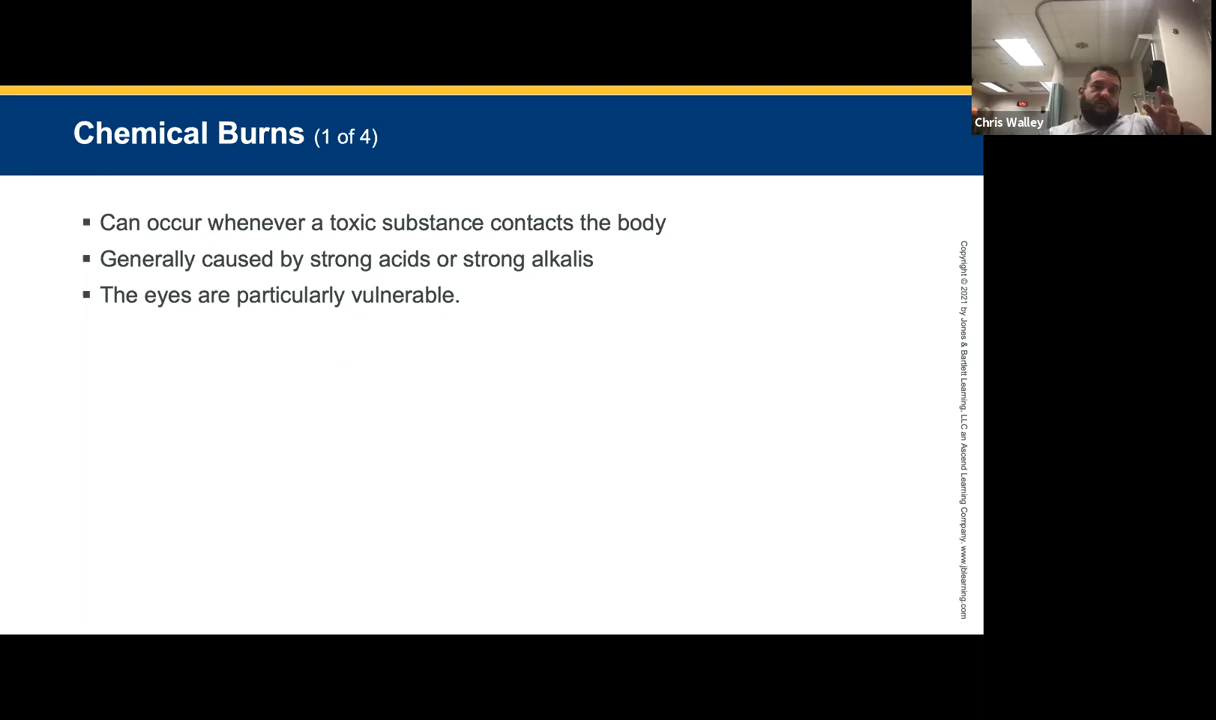 Chemical Burns (1 of 4)
▪ Can occur whenever a toxic substance contacts the body
▪ Generally caused by strong acids or strong alkalis
▪ The eyes are particularly vulnerable.
Copyright © 2021 by Jones & Bartlett Learning, LLC an Ascend Learning Company. www.jblearning.com
Chris Walley